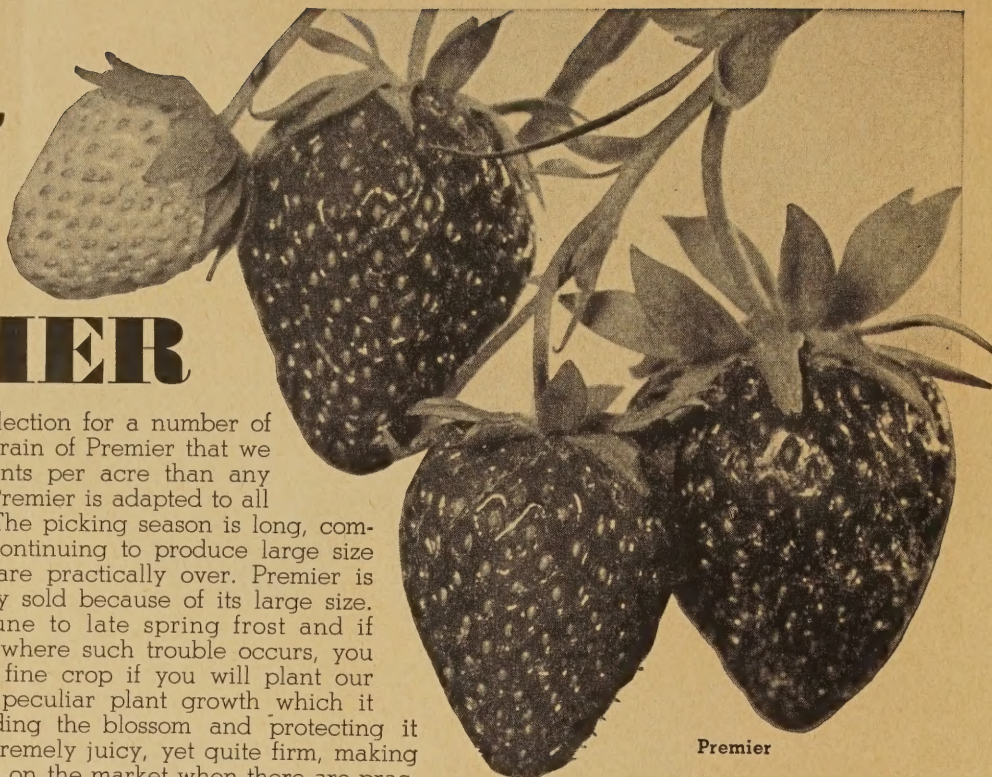 IER
lection for a number of
rain of Premier that we
nts per acre than any
Premier is adapted to all
The picking season is long, com-
ontinuing to produce large size
are practically over. Premier is
y sold because of its large size.
une to late spring frost and if
where such trouble occurs, you
fine crop if you will plant our
peculiar plant growth which it
ding the blossom and protecting it
remely juicy, yet quite firm, making
on the market when there are prac-
Premier